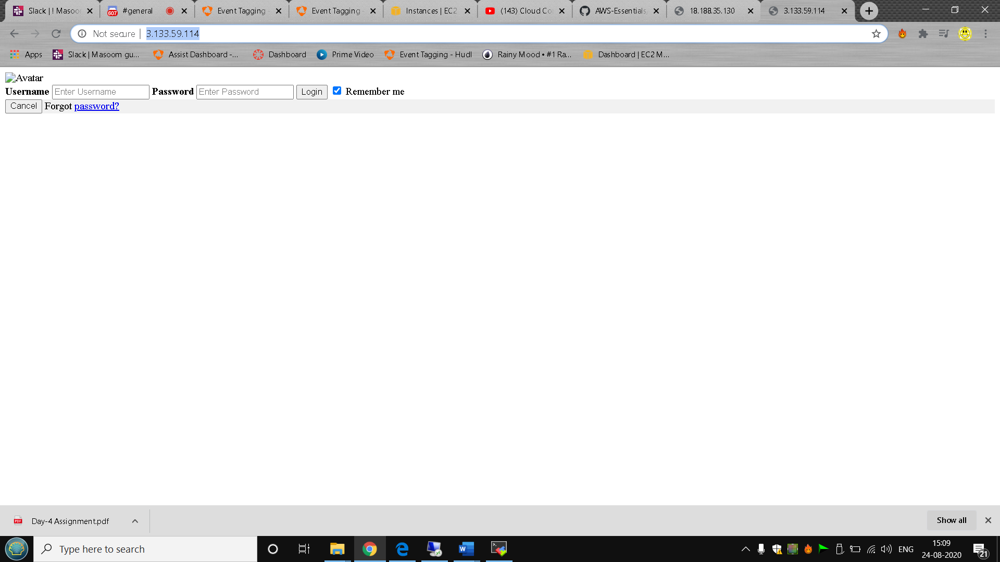 Slack | ! Masoo
607 #general
Event Tagging
Event Tagging
Instances | EC2
(143) Cloud Co
AWS-Essentials
18.188.35.130
3.133.59.114
Not secure | 3.133.59.114
Apps
Slack | Masoom gu...
Assist Dashboard -...
Dashboard
Prime Video
Event Tagging - Hudl
Rainy Mood • #1 Ra...
Dashboard | EC2 M...
Avatar
Username Enter Username Password Enter Password Login Remember me
Cancel Forgot password?
PDF Day-4 Assignment.pdf
Show all
Type here to search
W
ENG
15:09
24-08-2020
21